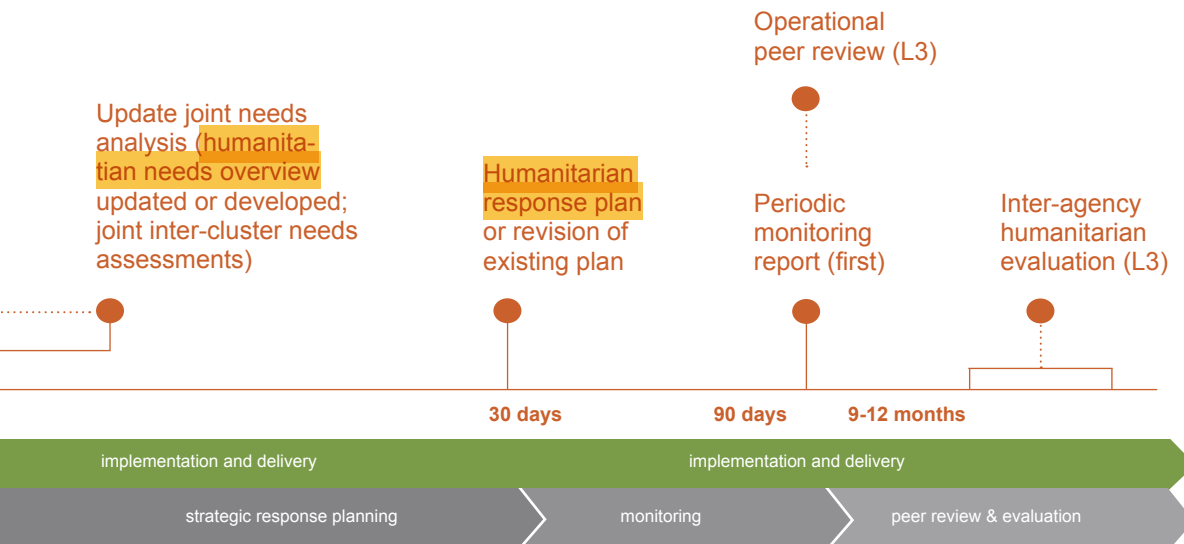 Operational
peer review (L3)
Update joint needs
analysis (humanita-
tian needs overview
updated or developed;
joint inter-cluster needs
assessments)
Humanitarian
response plan
or revision of
existing plan
Periodic
monitoring
report (first)
Inter-agency
humanitarian
evaluation (L3)
30 days
90 days
9-12 months
implementation and delivery
implementation and delivery
strategic response planning
monitoring
peer review & evaluation